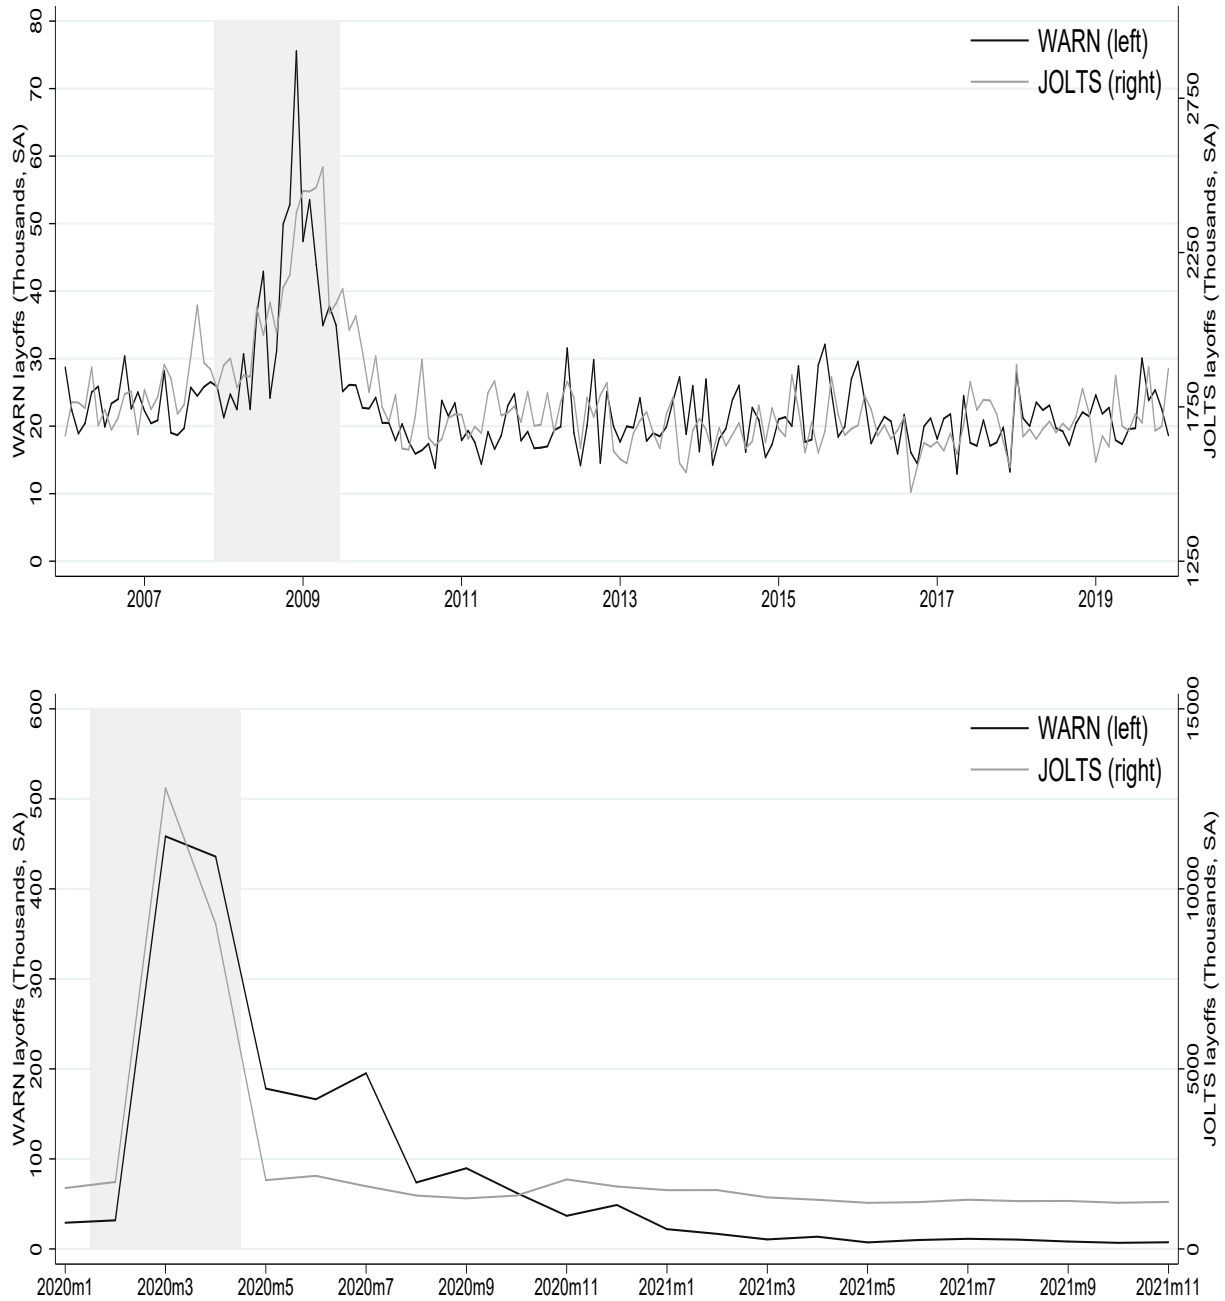 WARN (left)
JOLTS (right)
WARN layoffs (Thousands, SA)
80
70
60
50
40
30
20
10
0
JOLTS layoffs (Thousands, SA)
2750
2250
1750
1250
2007 2009 2011 2013 2015 2017 2019
WARN (left)
JOLTS (right)
WARN layoffs (Thousands, SA)
600
500
400
300
200
100
0
JOLTS layoffs (Thousands, SA)
15000
10000
5000
0
2020m1 2020m3 2020m5 2020m7 2020m9 2020m11 2021m1 2021m3 2021m5 2021m7 2021m9 2021m11